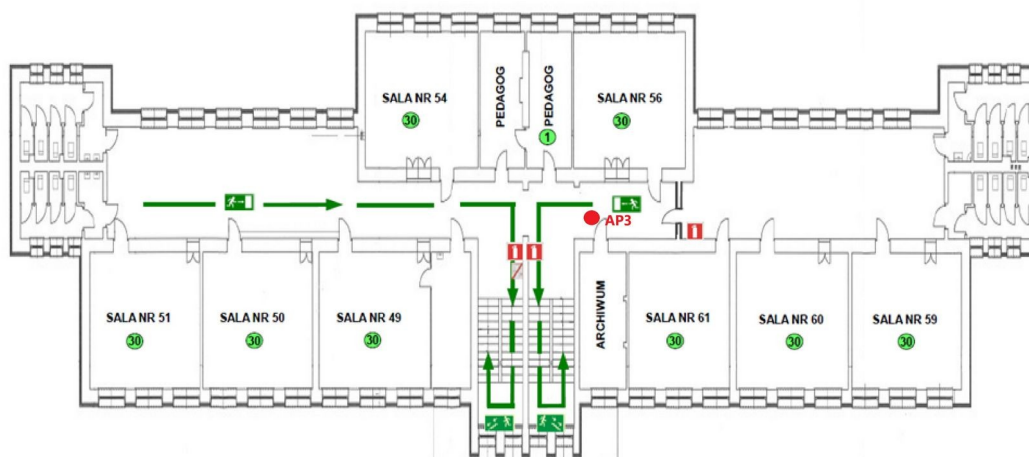 SALA NR 54
30
PEDAGOG
PEDAGOG
1
SALA NR 56
30
AP3
SALA NR 51
30
SALA NR 50
30
SALA NR 49
30
ARCHIWUM
SALA NR 61
30
SALA NR 60
30
SALA NR 59
30